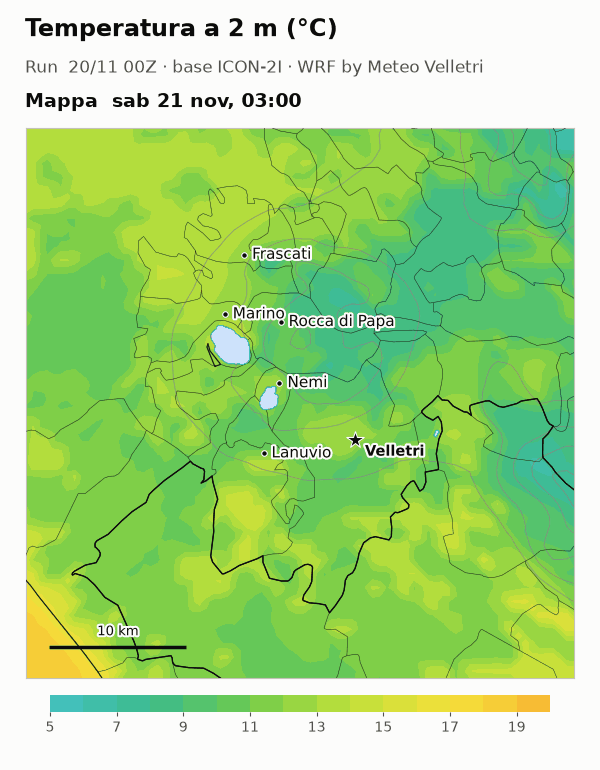 Temperatura a 2 m (°C)
Run  20/11 00Z · base ICON-2I · WRF by Meteo Velletri
Mappa  sab 21 nov, 03:00
Frascati
Marino
Rocca di Papa
Nemi
Velletri
Lanuvio
10 km
5 7 9 11 13 15 17 19